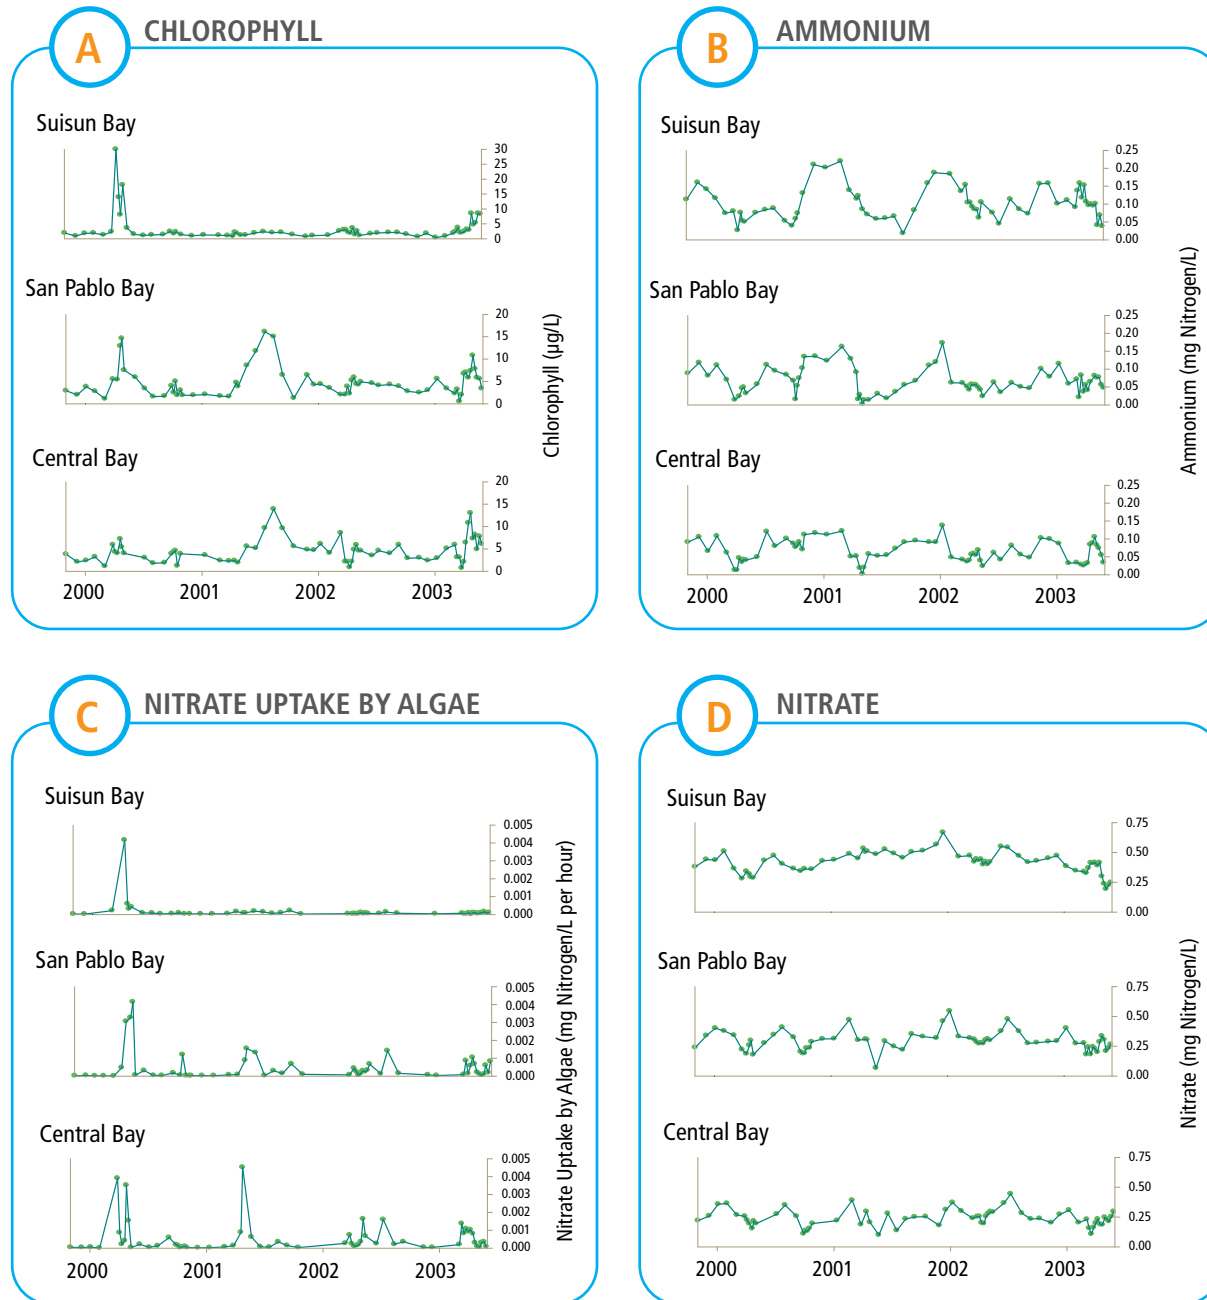 A
CHLOROPHYLL
Suisun Bay
30
25
20
15
10
5
0
San Pablo Bay
20
15
10
5
0
Central Bay
20
15
10
5
0
2000 2001 2002 2003
Chlorophyll (µg/L)
B
AMMONIUM
Suisun Bay
0.25
0.20
0.15
0.10
0.05
0.00
San Pablo Bay
0.25
0.20
0.15
0.10
0.05
0.00
Central Bay
0.25
0.20
0.15
0.10
0.05
0.00
2000 2001 2002 2003
Ammonium (mg Nitrogen/L)
C
NITRATE UPTAKE BY ALGAE
Suisun Bay
0.005
0.004
0.003
0.002
0.001
0.000
San Pablo Bay
0.005
0.004
0.003
0.002
0.001
0.000
Central Bay
0.005
0.004
0.003
0.002
0.001
0.000
2000 2001 2002 2003
Nitrate Uptake by Algae (mg Nitrogen/L per hour)
D
NITRATE
Suisun Bay
0.75
0.50
0.25
0.00
San Pablo Bay
0.75
0.50
0.25
0.00
Central Bay
0.75
0.50
0.25
0.00
2000 2001 2002 2003
Nitrate (mg Nitrogen/L)